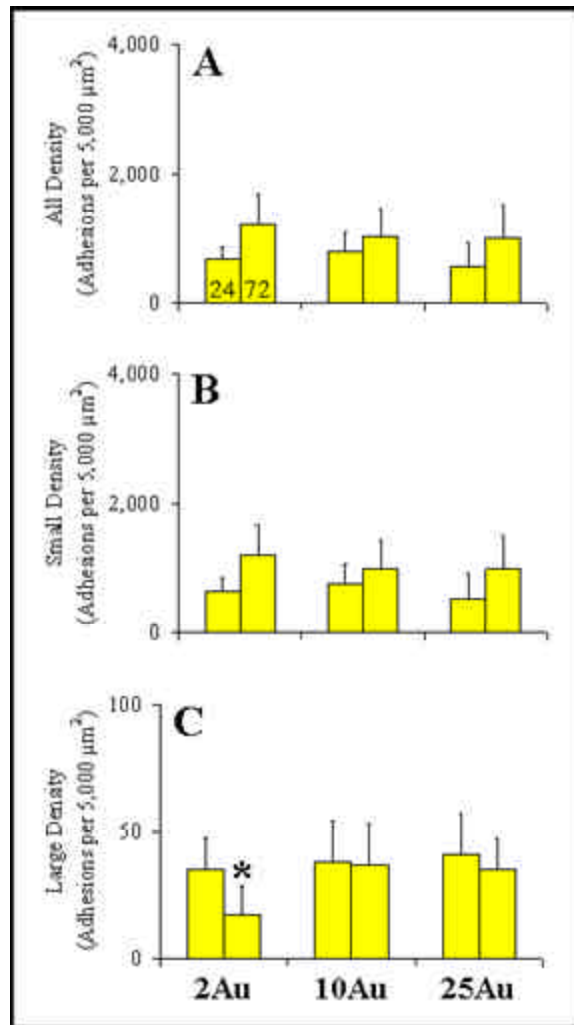 A
All Density
(Adhesions per 5,000 µm²)
4,000
2,000
0
24 72
B
Small Density
(Adhesions per 5,000 µm²)
4,000
2,000
0
C
Large Density
(Adhesions per 5,000 µm²)
100
50
0
*
2Au 10Au 25Au